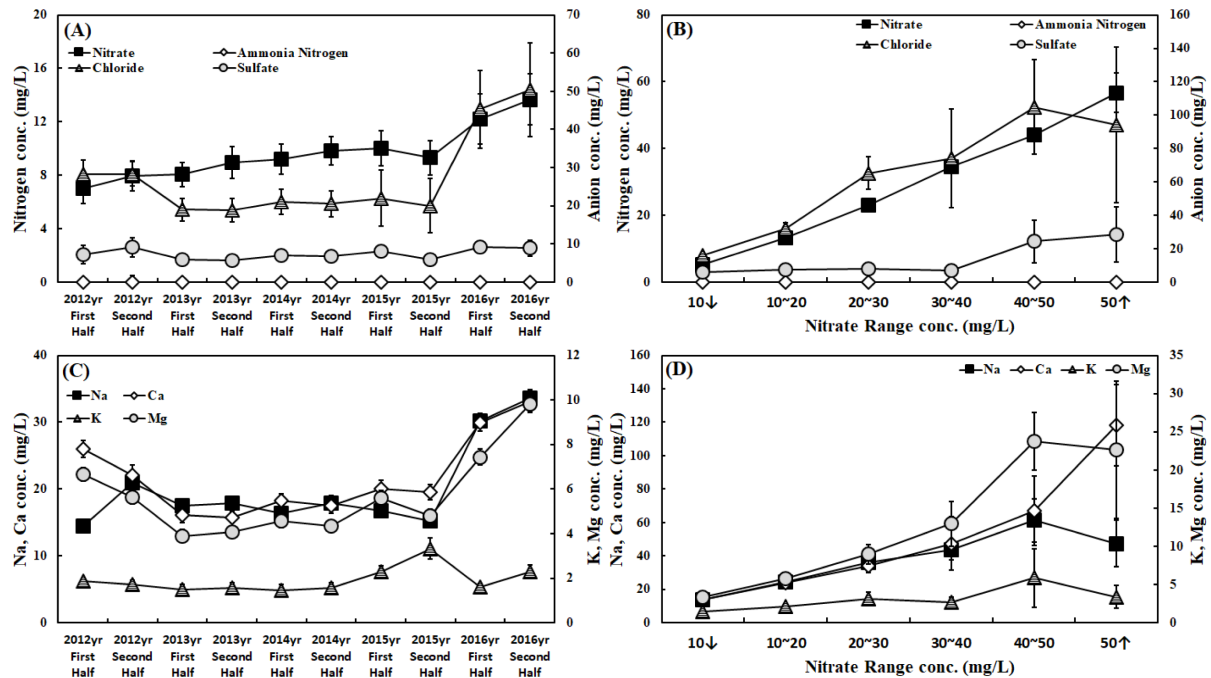 (A)
Nitrate
Ammonia Nitrogen
Chloride
Sulfate
Nitrogen conc. (mg/L)
20
16
12
8
4
0
Anion conc. (mg/L)
70
60
50
40
30
20
10
0
2012yr First Half
2012yr Second Half
2013yr First Half
2013yr Second Half
2014yr First Half
2014yr Second Half
2015yr First Half
2015yr Second Half
2016yr First Half
2016yr Second Half
(B)
Nitrate
Ammonia Nitrogen
Chloride
Sulfate
Nitrogen conc. (mg/L)
80
60
40
20
0
Anion conc. (mg/L)
160
140
120
100
80
60
40
20
0
10↓ 10~20 20~30 30~40 40~50 50↑
Nitrate Range conc. (mg/L)
(C)
Na
Ca
K
Mg
Na, Ca conc. (mg/L)
40
30
20
10
0
K, Mg conc. (mg/L)
12
10
8
6
4
2
0
2012yr First Half
2012yr Second Half
2013yr First Half
2013yr Second Half
2014yr First Half
2014yr Second Half
2015yr First Half
2015yr Second Half
2016yr First Half
2016yr Second Half
(D)
Na Ca K Mg
Na, Ca conc. (mg/L)
160
140
120
100
80
60
40
20
0
K, Mg conc. (mg/L)
35
30
25
20
15
10
5
0
10↓ 10~20 20~30 30~40 40~50 50↑
Nitrate Range conc. (mg/L)